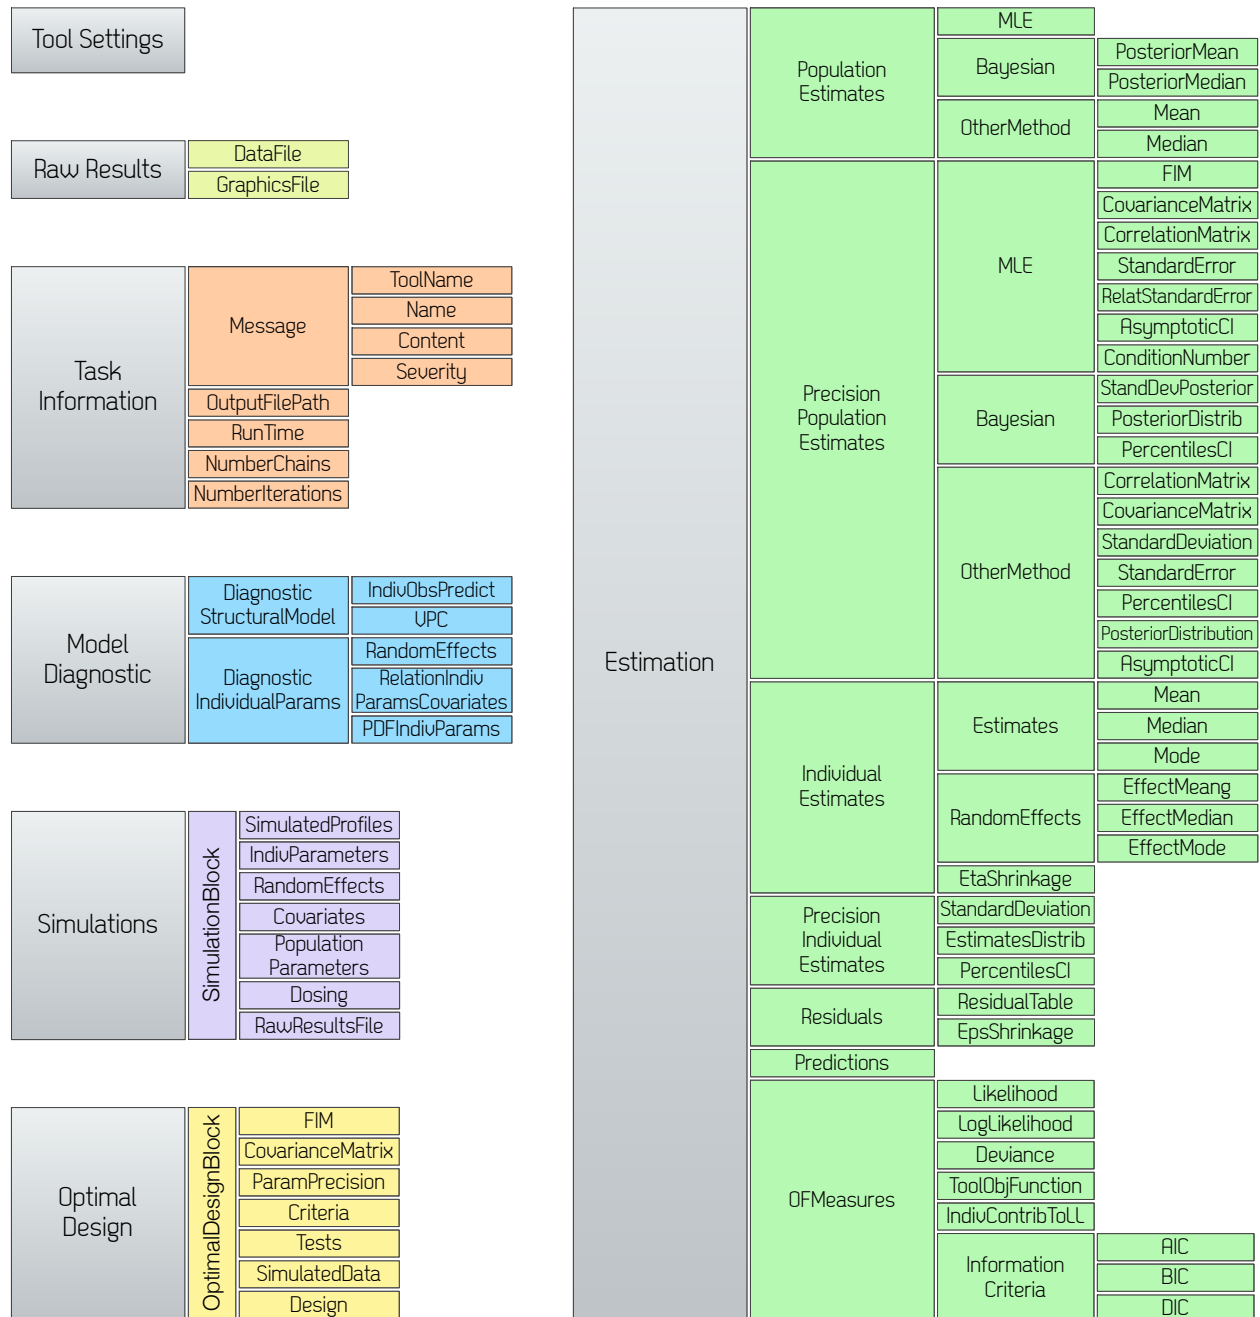 Tool Settings
Raw Results
DataFile
GraphicsFile
Task
Information
Message
ToolName
Name
Content
Severity
OutputFilePath
RunTime
NumberChains
NumberIterations
Model
Diagnostic
Diagnostic
StructuralModel
IndivObsPredict
VPC
Diagnostic
IndividualParams
RandomEffects
RelationIndiv
ParamsCovariates
PDFIndivParams
Simulations
SimulationBlock
SimulatedProfiles
IndivParameters
RandomEffects
Covariates
Population
Parameters
Dosing
RawResultsFile
Optimal
Design
OptimalDesignBlock
FIM
CovarianceMatrix
ParamPrecision
Criteria
Tests
SimulatedData
Design
Estimation
Population
Estimates
MLE
Bayesian
PosteriorMean
PosteriorMedian
OtherMethod
Mean
Median
Precision
Population
Estimates
MLE
FIM
CovarianceMatrix
CorrelationMatrix
StandardError
RelatStandardError
AsymptoticCI
ConditionNumber
Bayesian
StandDevPosterior
PosteriorDistrib
PercentilesCI
OtherMethod
CorrelationMatrix
CovarianceMatrix
StandardDeviation
StandardError
PercentilesCI
PosteriorDistribution
AsymptoticCI
Individual
Estimates
Estimates
Mean
Median
Mode
RandomEffects
EffectMeang
EffectMedian
EffectMode
EtaShrinkage
Precision
Individual
Estimates
StandardDeviation
EstimatesDistrib
PercentilesCI
Residuals
ResidualTable
EpsShrinkage
Predictions
OFMeasures
Likelihood
LogLikelihood
Deviance
ToolObjFunction
IndivContribToLL
Information
Criteria
AIC
BIC
DIC